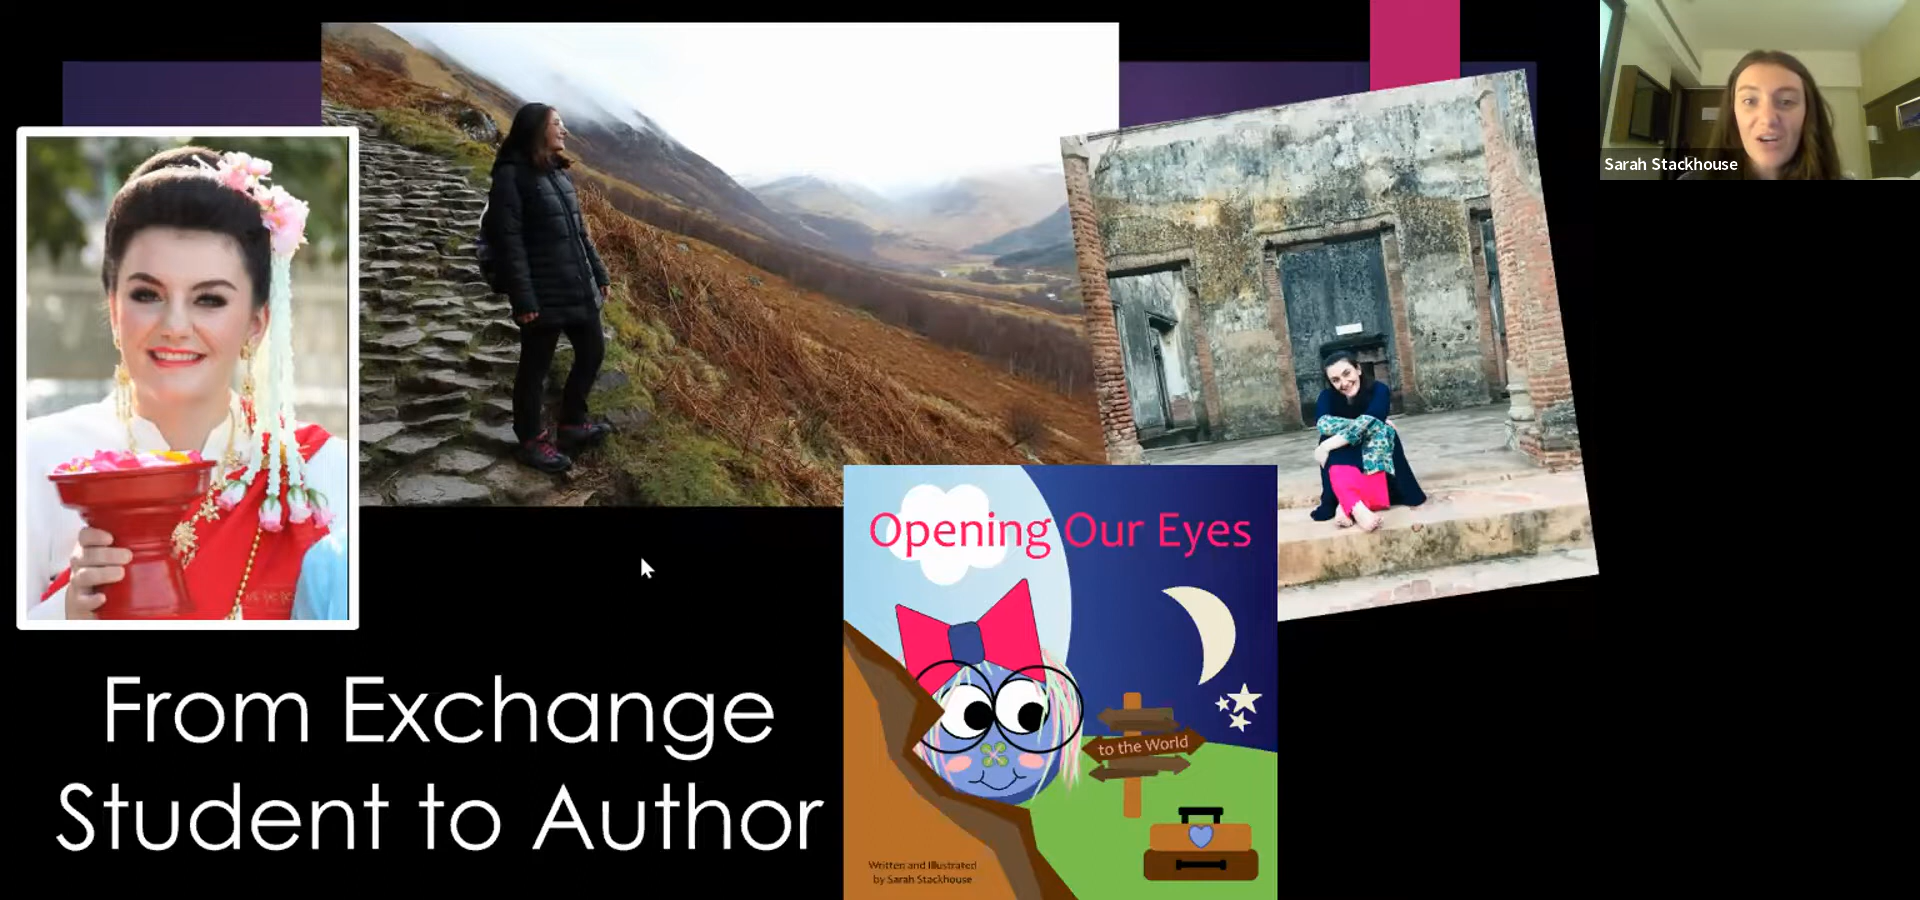 Sarah Stackhouse
Opening Our Eyes
to the World
From Exchange
Student to Author
Written and Illustrated
by Sarah Stackhouse